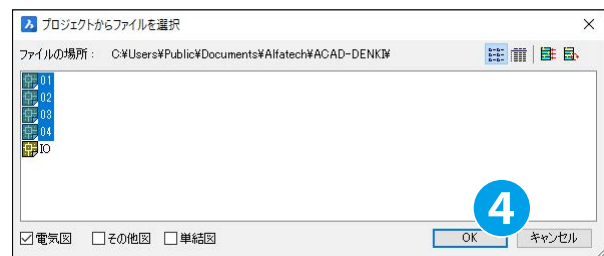 プロジェクトからファイルを選択
ファイルの場所： C:¥Users¥Public¥Documents¥Alfatech¥ACAD-DENKI¥
01
02
03
04
IO
4
電気図 その他図 単結図 OK キャンセル